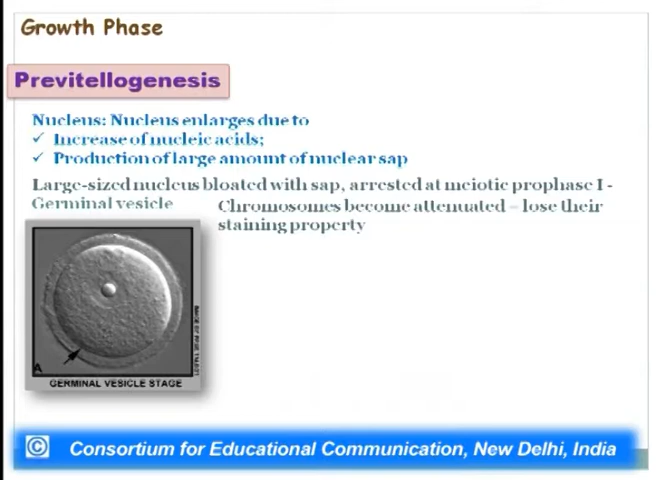 Growth Phase
Previtellogenesis
Nucleus: Nucleus enlarges due to
✓ Increase of nucleic acids;
✓ Production of large amount of nuclear sap
Large-sized nucleus bloated with sap, arrested at meiotic prophase I -
Germinal vesicle
Chromosomes become attenuated – lose their
staining property
A
GERMINAL VESICLE STAGE
© Consortium for Educational Communication, New Delhi, India